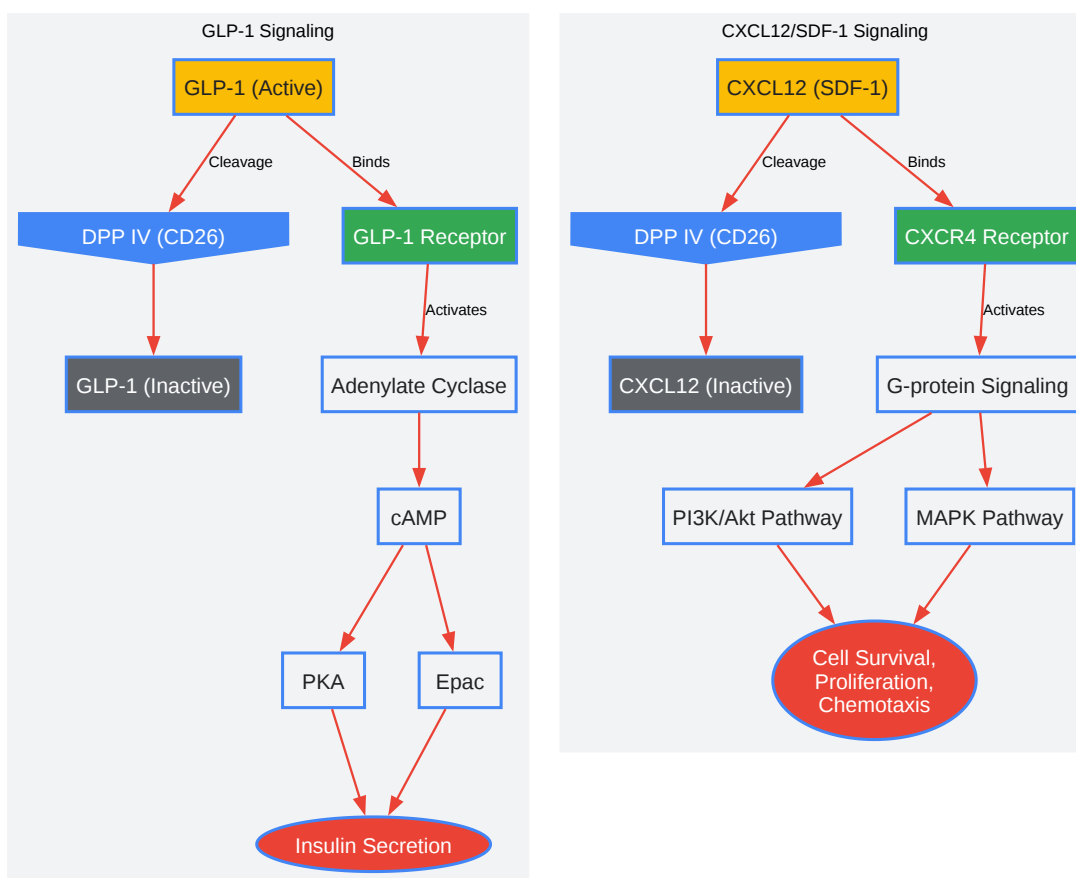 GLP-1 Signaling
GLP-1 (Active)
Cleavage
Binds
DPP IV (CD26)
GLP-1 Receptor
Activates
GLP-1 (Inactive)
Adenylate Cyclase
cAMP
PKA
Epac
Insulin Secretion
CXCL12/SDF-1 Signaling
CXCL12 (SDF-1)
Cleavage
Binds
DPP IV (CD26)
CXCR4 Receptor
Activates
CXCL12 (Inactive)
G-protein Signaling
PI3K/Akt Pathway
MAPK Pathway
Cell Survival,
Proliferation,
Chemotaxis